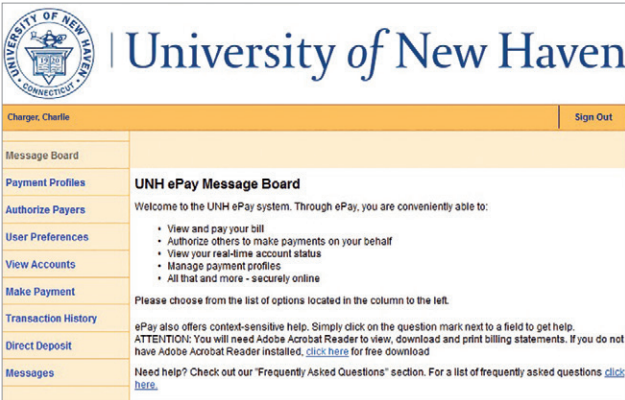 UNIVERSITY OF NEW HAVEN
1920
CONNECTICUT
University of New Haven
Charger, Charlie
Sign Out
Message Board
Payment Profiles
Authorize Payers
User Preferences
View Accounts
Make Payment
Transaction History
Direct Deposit
Messages
UNH ePay Message Board
Welcome to the UNH ePay system. Through ePay, you are conveniently able to:
• View and pay your bill
• Authorize others to make payments on your behalf
• View your real-time account status
• Manage payment profiles
• All that and more - securely online
Please choose from the list of options located in the column to the left.
ePay also offers context-sensitive help. Simply click on the question mark next to a field to get help.
ATTENTION: You will need Adobe Acrobat Reader to view, download and print billing statements. If you do not
have Adobe Acrobat Reader installed, click here for free download
Need help? Check out our "Frequently Asked Questions" section. For a list of frequently asked questions click
here.